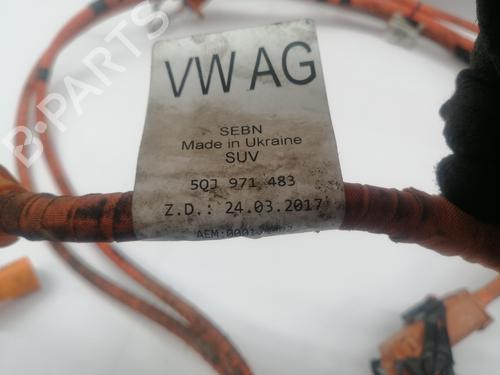 B-PARTS
VW AG
SEBN
Made in Ukraine
SUV
5QJ 971 483
Z.D.: 24.03.2017